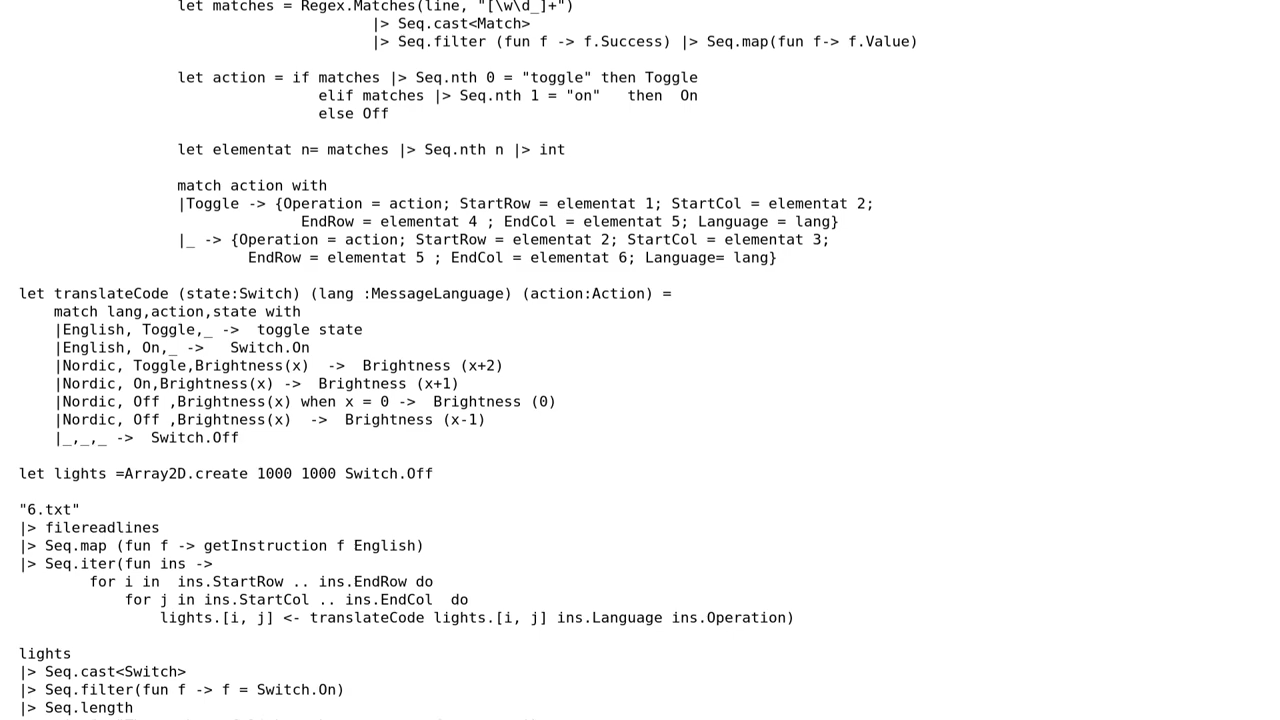 let matches = Regex.Matches(line, "[\w\d_]+")
|> Seq.cast<Match>
|> Seq.filter (fun f -> f.Success) |> Seq.map(fun f-> f.Value)
let action = if matches |> Seq.nth 0 = "toggle" then Toggle
elif matches |> Seq.nth 1 = "on"   then  On
else Off
let elementat n= matches |> Seq.nth n |> int
match action with
|Toggle -> {Operation = action; StartRow = elementat 1; StartCol = elementat 2;
EndRow = elementat 4 ; EndCol = elementat 5; Language = lang}
|_ -> {Operation = action; StartRow = elementat 2; StartCol = elementat 3;
EndRow = elementat 5 ; EndCol = elementat 6; Language= lang}
let translateCode (state:Switch) (lang :MessageLanguage) (action:Action) =
match lang,action,state with
|English, Toggle,_ ->  toggle state
|English, On,_ ->   Switch.On
|Nordic, Toggle,Brightness(x)  ->  Brightness (x+2)
|Nordic, On,Brightness(x) ->  Brightness (x+1)
|Nordic, Off ,Brightness(x) when x = 0 ->  Brightness (0)
|Nordic, Off ,Brightness(x)  ->  Brightness (x-1)
|_,_,_ ->  Switch.Off
let lights =Array2D.create 1000 1000 Switch.Off
"6.txt"
|> filereadlines
|> Seq.map (fun f -> getInstruction f English)
|> Seq.iter(fun ins ->
for i in  ins.StartRow .. ins.EndRow do
for j in ins.StartCol .. ins.EndCol  do
lights.[i, j] <- translateCode lights.[i, j] ins.Language ins.Operation)
lights
|> Seq.cast<Switch>
|> Seq.filter(fun f -> f = Switch.On)
|> Seq.length